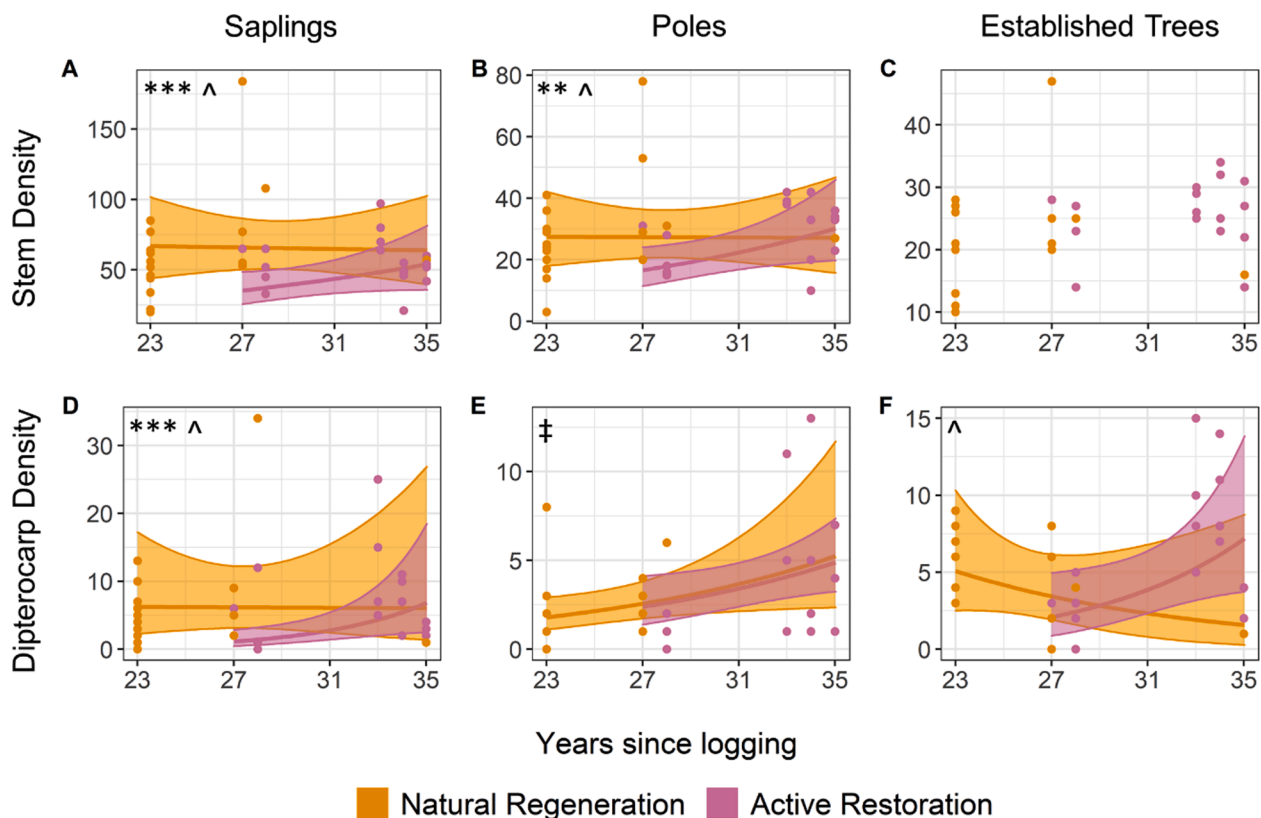 Saplings Poles Established Trees
A B C
*** ^ ** ^
Stem Density
150
100
50
23 27 31 35
80
60
40
20
0
23 27 31 35
40
30
20
10
23 27 31 35
D E F
*** ^ ‡ ^
Dipterocarp Density
30
20
10
0
23 27 31 35
10
5
0
23 27 31 35
15
10
5
0
23 27 31 35
Years since logging
Natural Regeneration Active Restoration